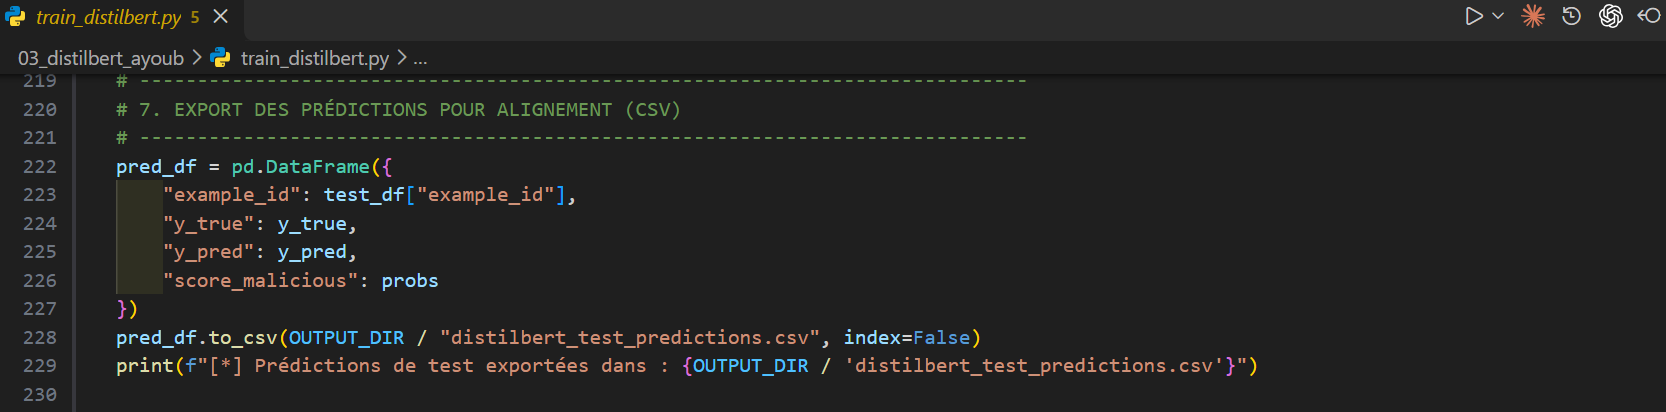 train_distilbert.py 5
03_distilbert_ayoub > train_distilbert.py > ...
219 # ----------------------------------------------------------------------------
220 # 7. EXPORT DES PRÉDICTIONS POUR ALIGNEMENT (CSV)
221 # ----------------------------------------------------------------------------
222 pred_df = pd.DataFrame({
223     "example_id": test_df["example_id"],
224     "y_true": y_true,
225     "y_pred": y_pred,
226     "score_malicious": probs
227 })
228 pred_df.to_csv(OUTPUT_DIR / "distilbert_test_predictions.csv", index=False)
229 print(f"[*] Prédictions de test exportées dans : {OUTPUT_DIR / 'distilbert_test_predictions.csv'}")
230